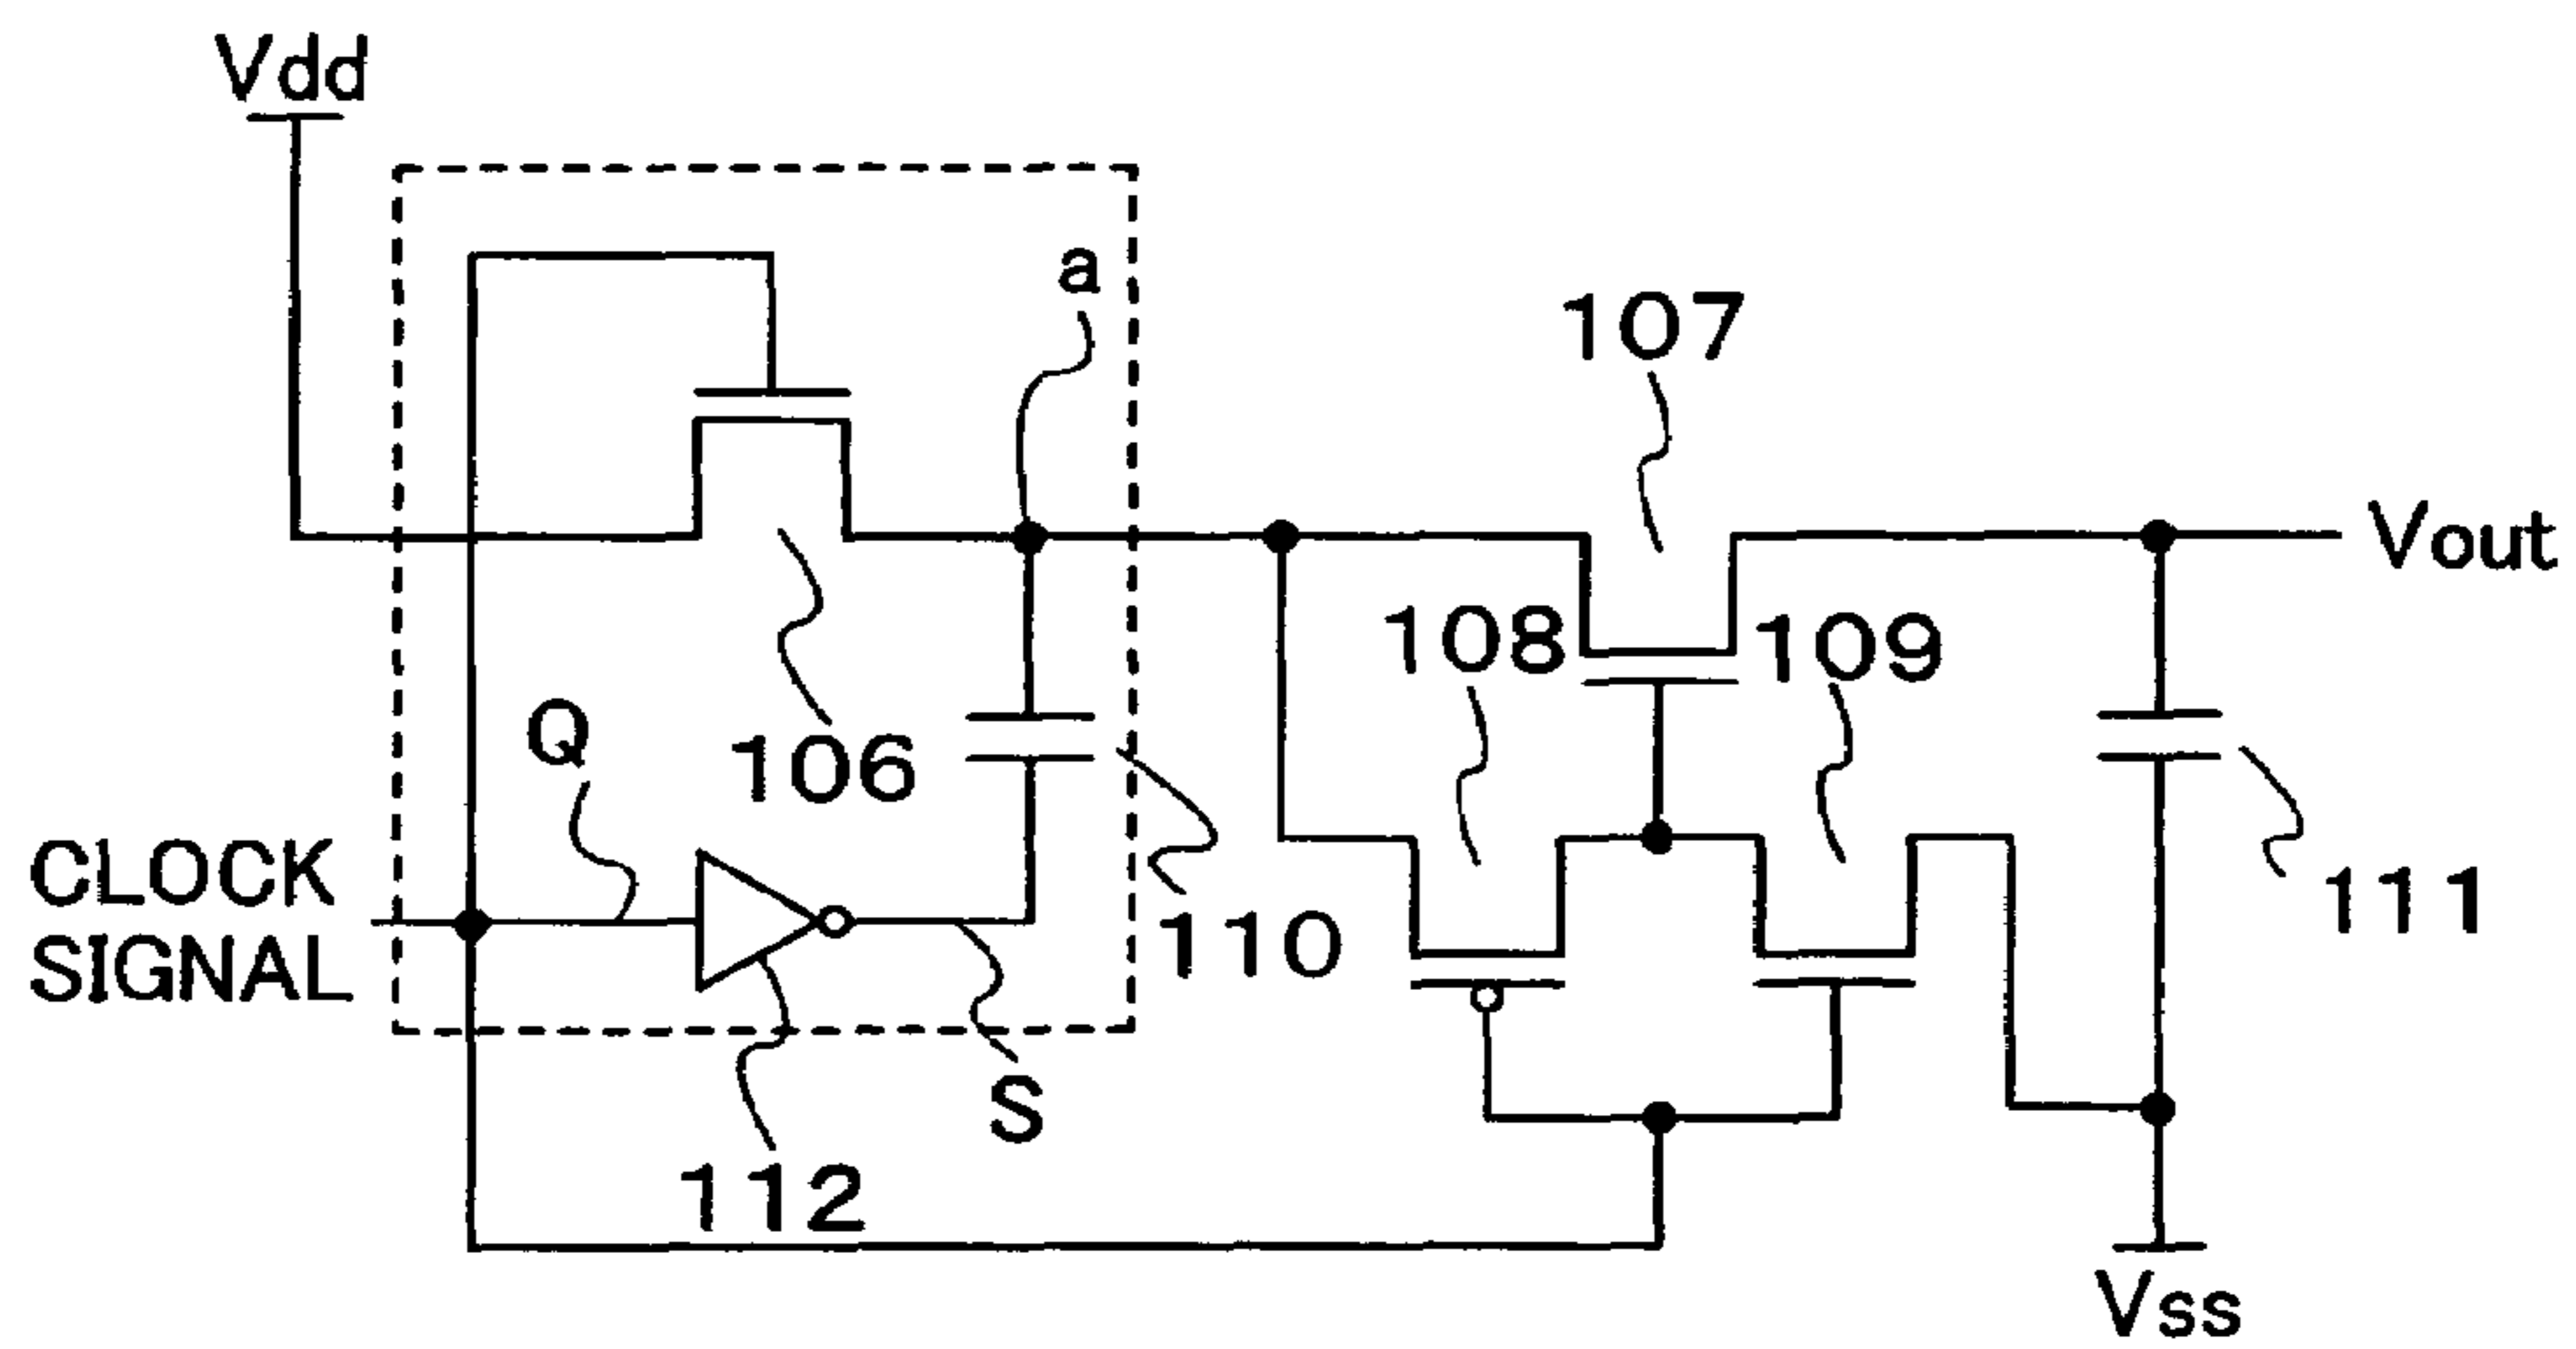 Vdd
a
107
Vout
108
109
Q
106
CLOCK
SIGNAL
110
111
S
112
Vss